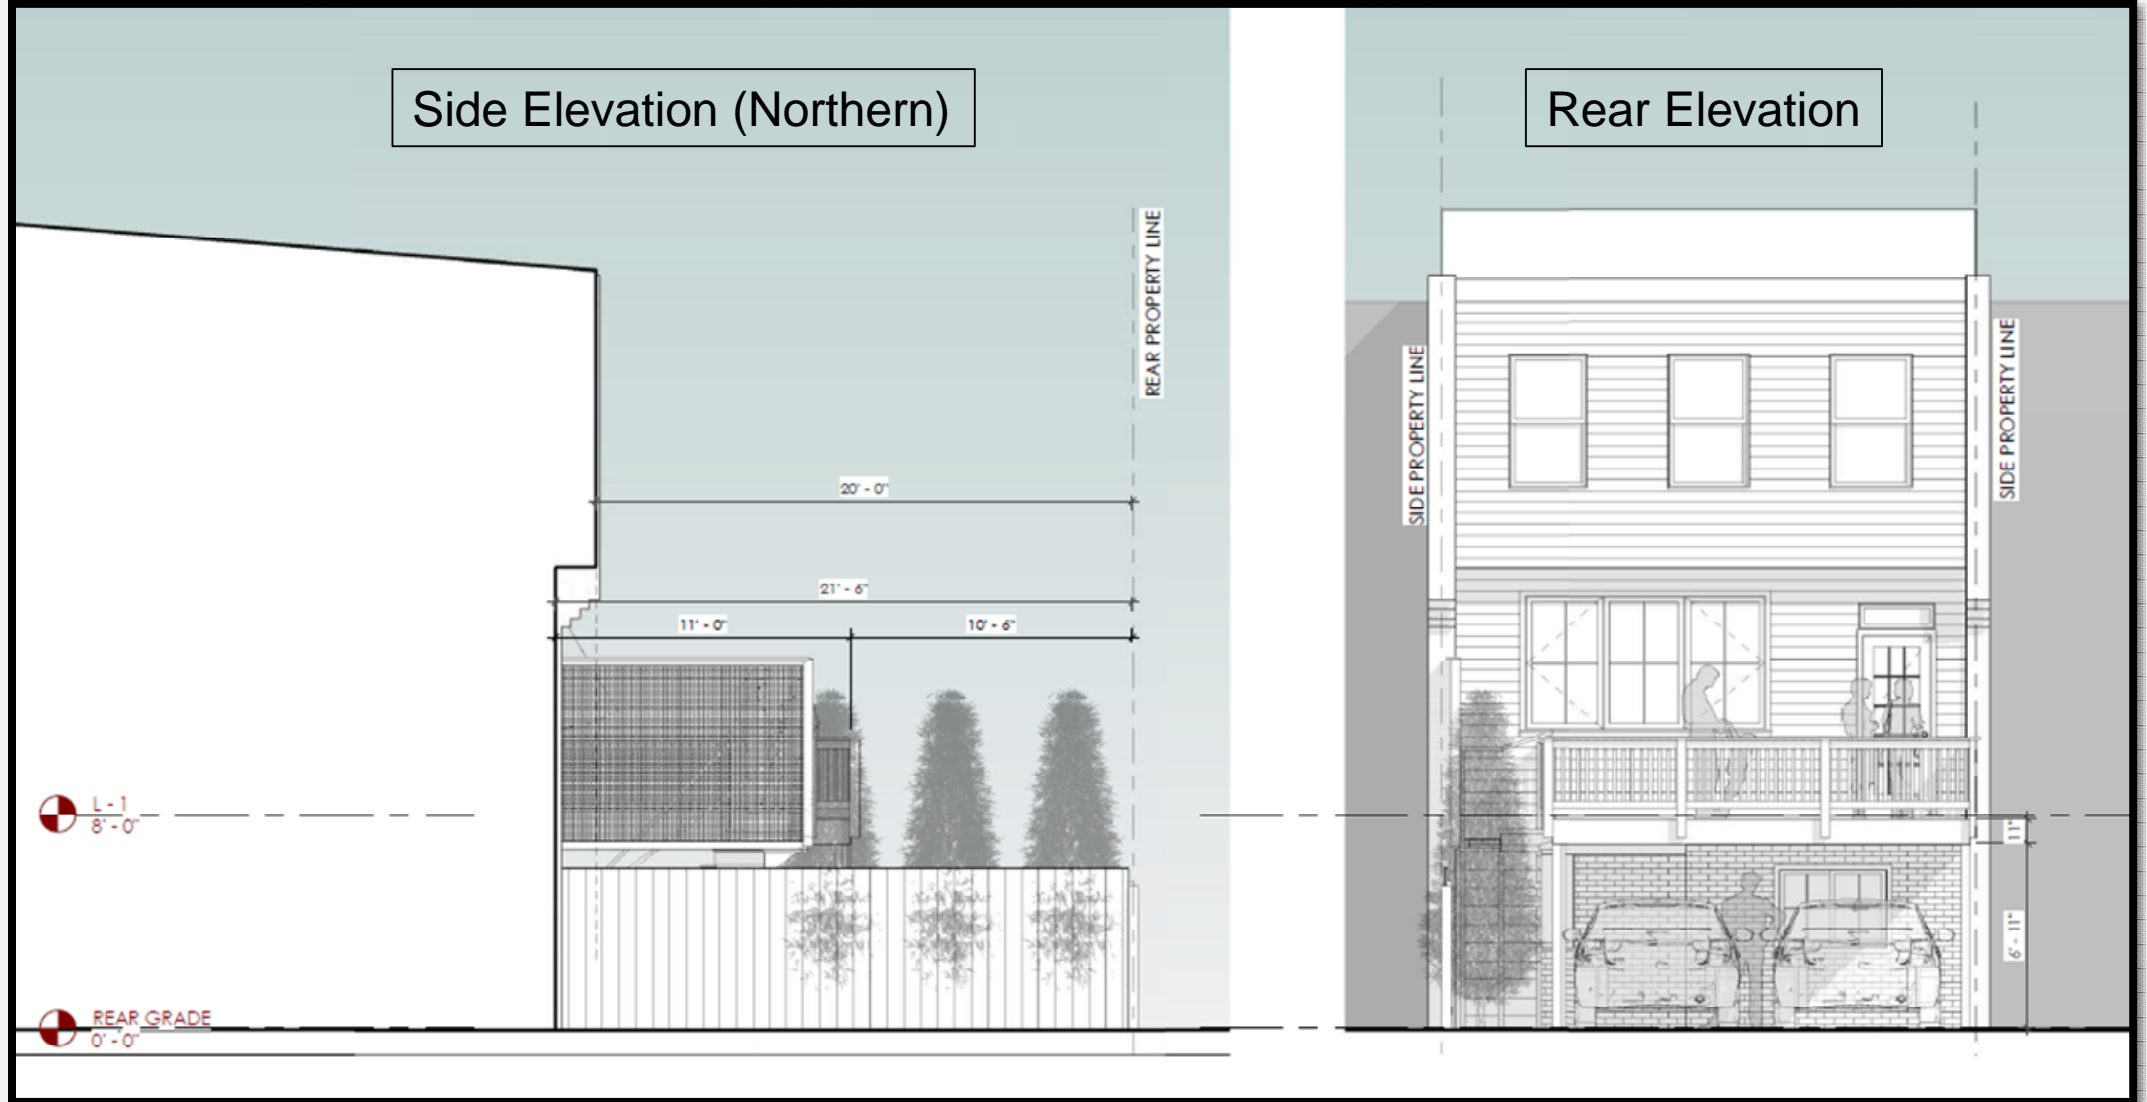 Side Elevation (Northern)
Rear Elevation
REAR PROPERTY LINE
SIDE PROPERTY LINE
SIDE PROPERTY LINE
20' - 0"
21' - 6"
11' - 0"
10' - 6"
L - 1
8' - 0"
11"
6' - 11"
REAR GRADE
0' - 0"